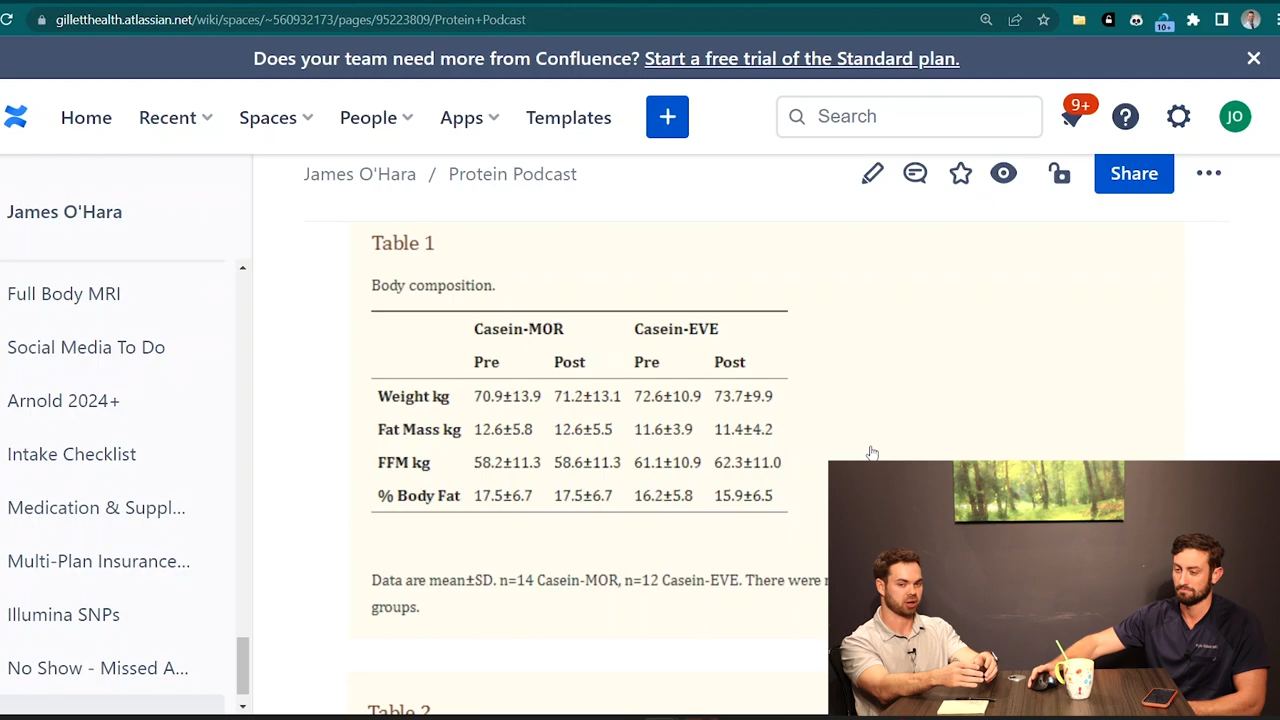 gilletthealth.atlassian.net/wiki/spaces/~560932173/pages/95223809/Protein+Podcast
10+
Does your team need more from Confluence? Start a free trial of the Standard plan.
Home Recent Spaces People Apps Templates + Search 9+ JO
James O'Hara / Protein Podcast Share
James O'Hara
Full Body MRI
Social Media To Do
Arnold 2024+
Intake Checklist
Medication & Suppl...
Multi-Plan Insurance...
Illumina SNPs
No Show - Missed A...
Table 1
Body composition.
Casein-MOR Casein-EVE
Pre Post Pre Post
Weight kg 70.9±13.9 71.2±13.1 72.6±10.9 73.7±9.9
Fat Mass kg 12.6±5.8 12.6±5.5 11.6±3.9 11.4±4.2
FFM kg 58.2±11.3 58.6±11.3 61.1±10.9 62.3±11.0
% Body Fat 17.5±6.7 17.5±6.7 16.2±5.8 15.9±6.5
Data are mean±SD. n=14 Casein-MOR, n=12 Casein-EVE. There were
groups.
Table 2